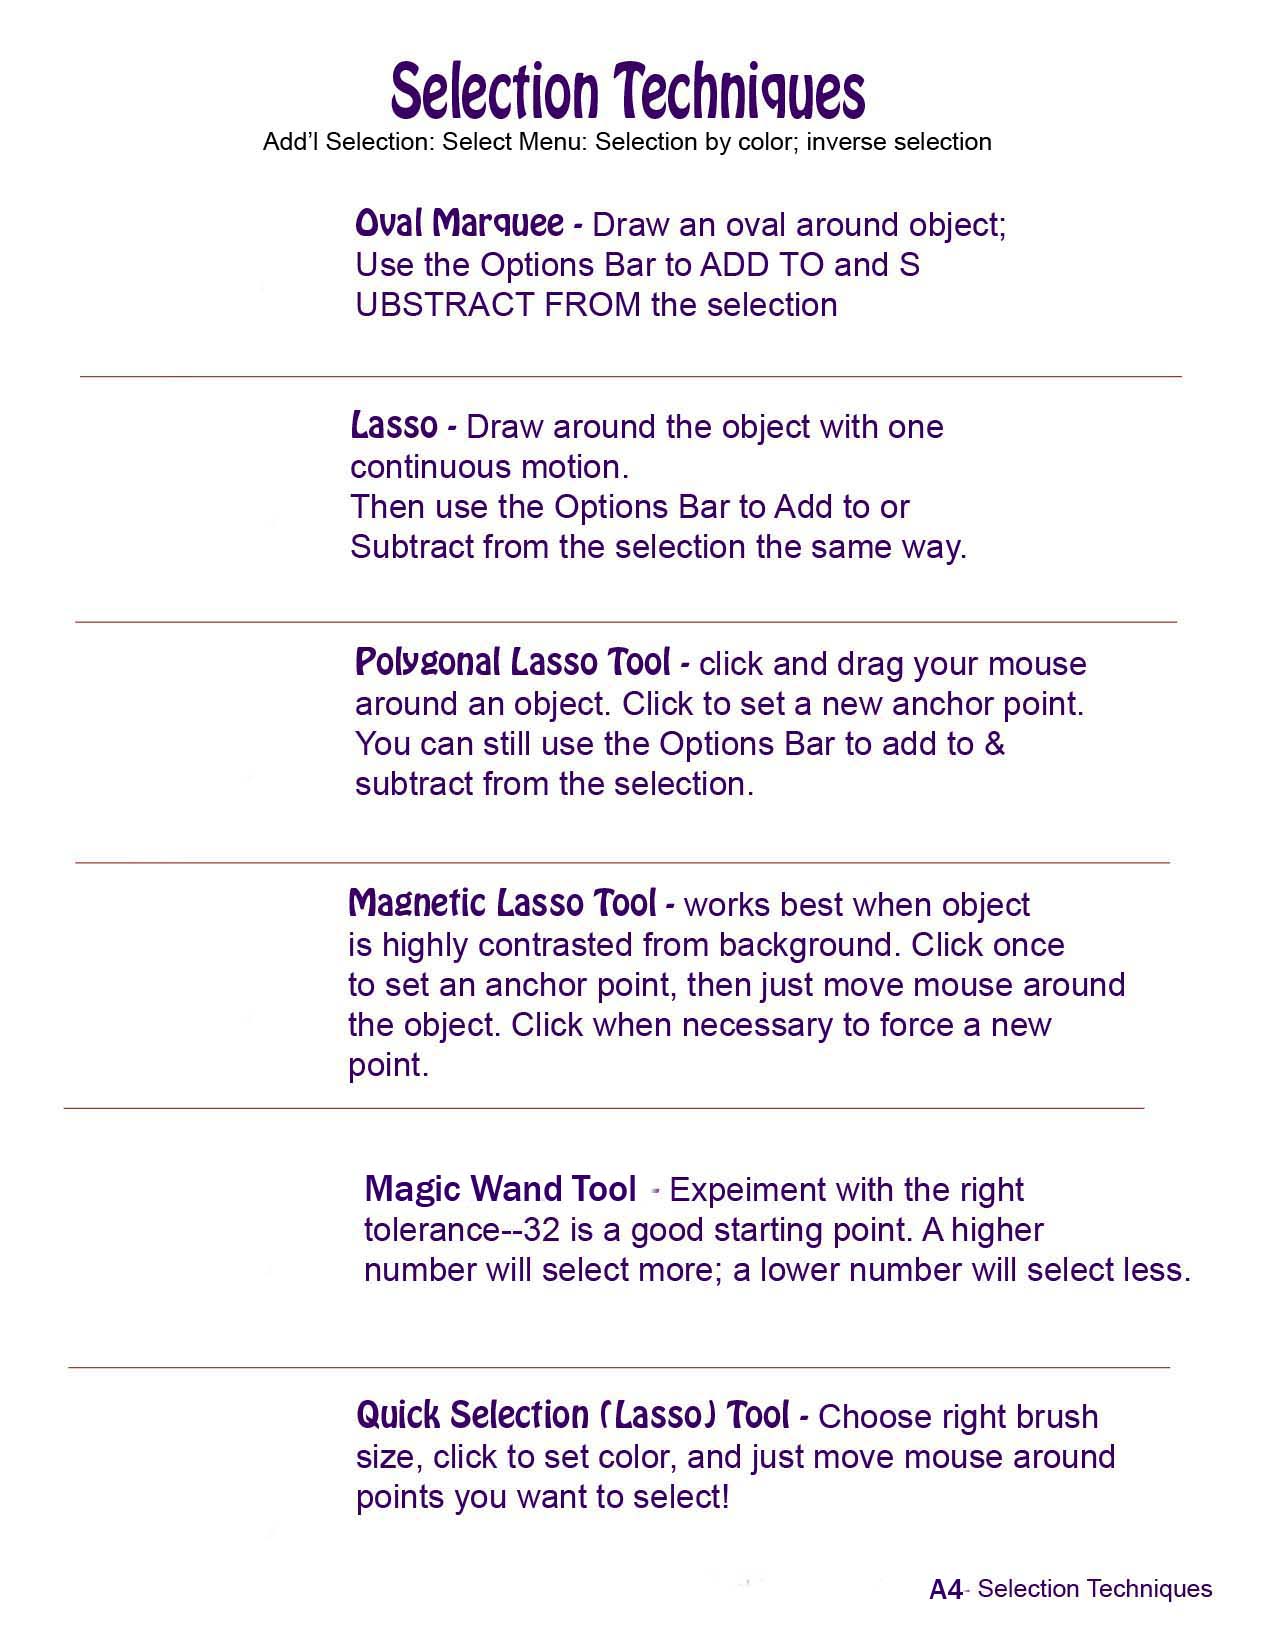 Selection Techniques
Add'l Selection: Select Menu: Selection by color; inverse selection
Oval Marquee - Draw an oval around object;
Use the Options Bar to ADD TO and S
UBSTRACT FROM the selection
Lasso - Draw around the object with one
continuous motion.
Then use the Options Bar to Add to or
Subtract from the selection the same way.
Polygonal Lasso Tool - click and drag your mouse
around an object. Click to set a new anchor point.
You can still use the Options Bar to add to &
subtract from the selection.
Magnetic Lasso Tool - works best when object
is highly contrasted from background. Click once
to set an anchor point, then just move mouse around
the object. Click when necessary to force a new
point.
Magic Wand Tool - Expeiment with the right
tolerance--32 is a good starting point. A higher
number will select more; a lower number will select less.
Quick Selection (Lasso) Tool - Choose right brush
size, click to set color, and just move mouse around
points you want to select!
A4- Selection Techniques